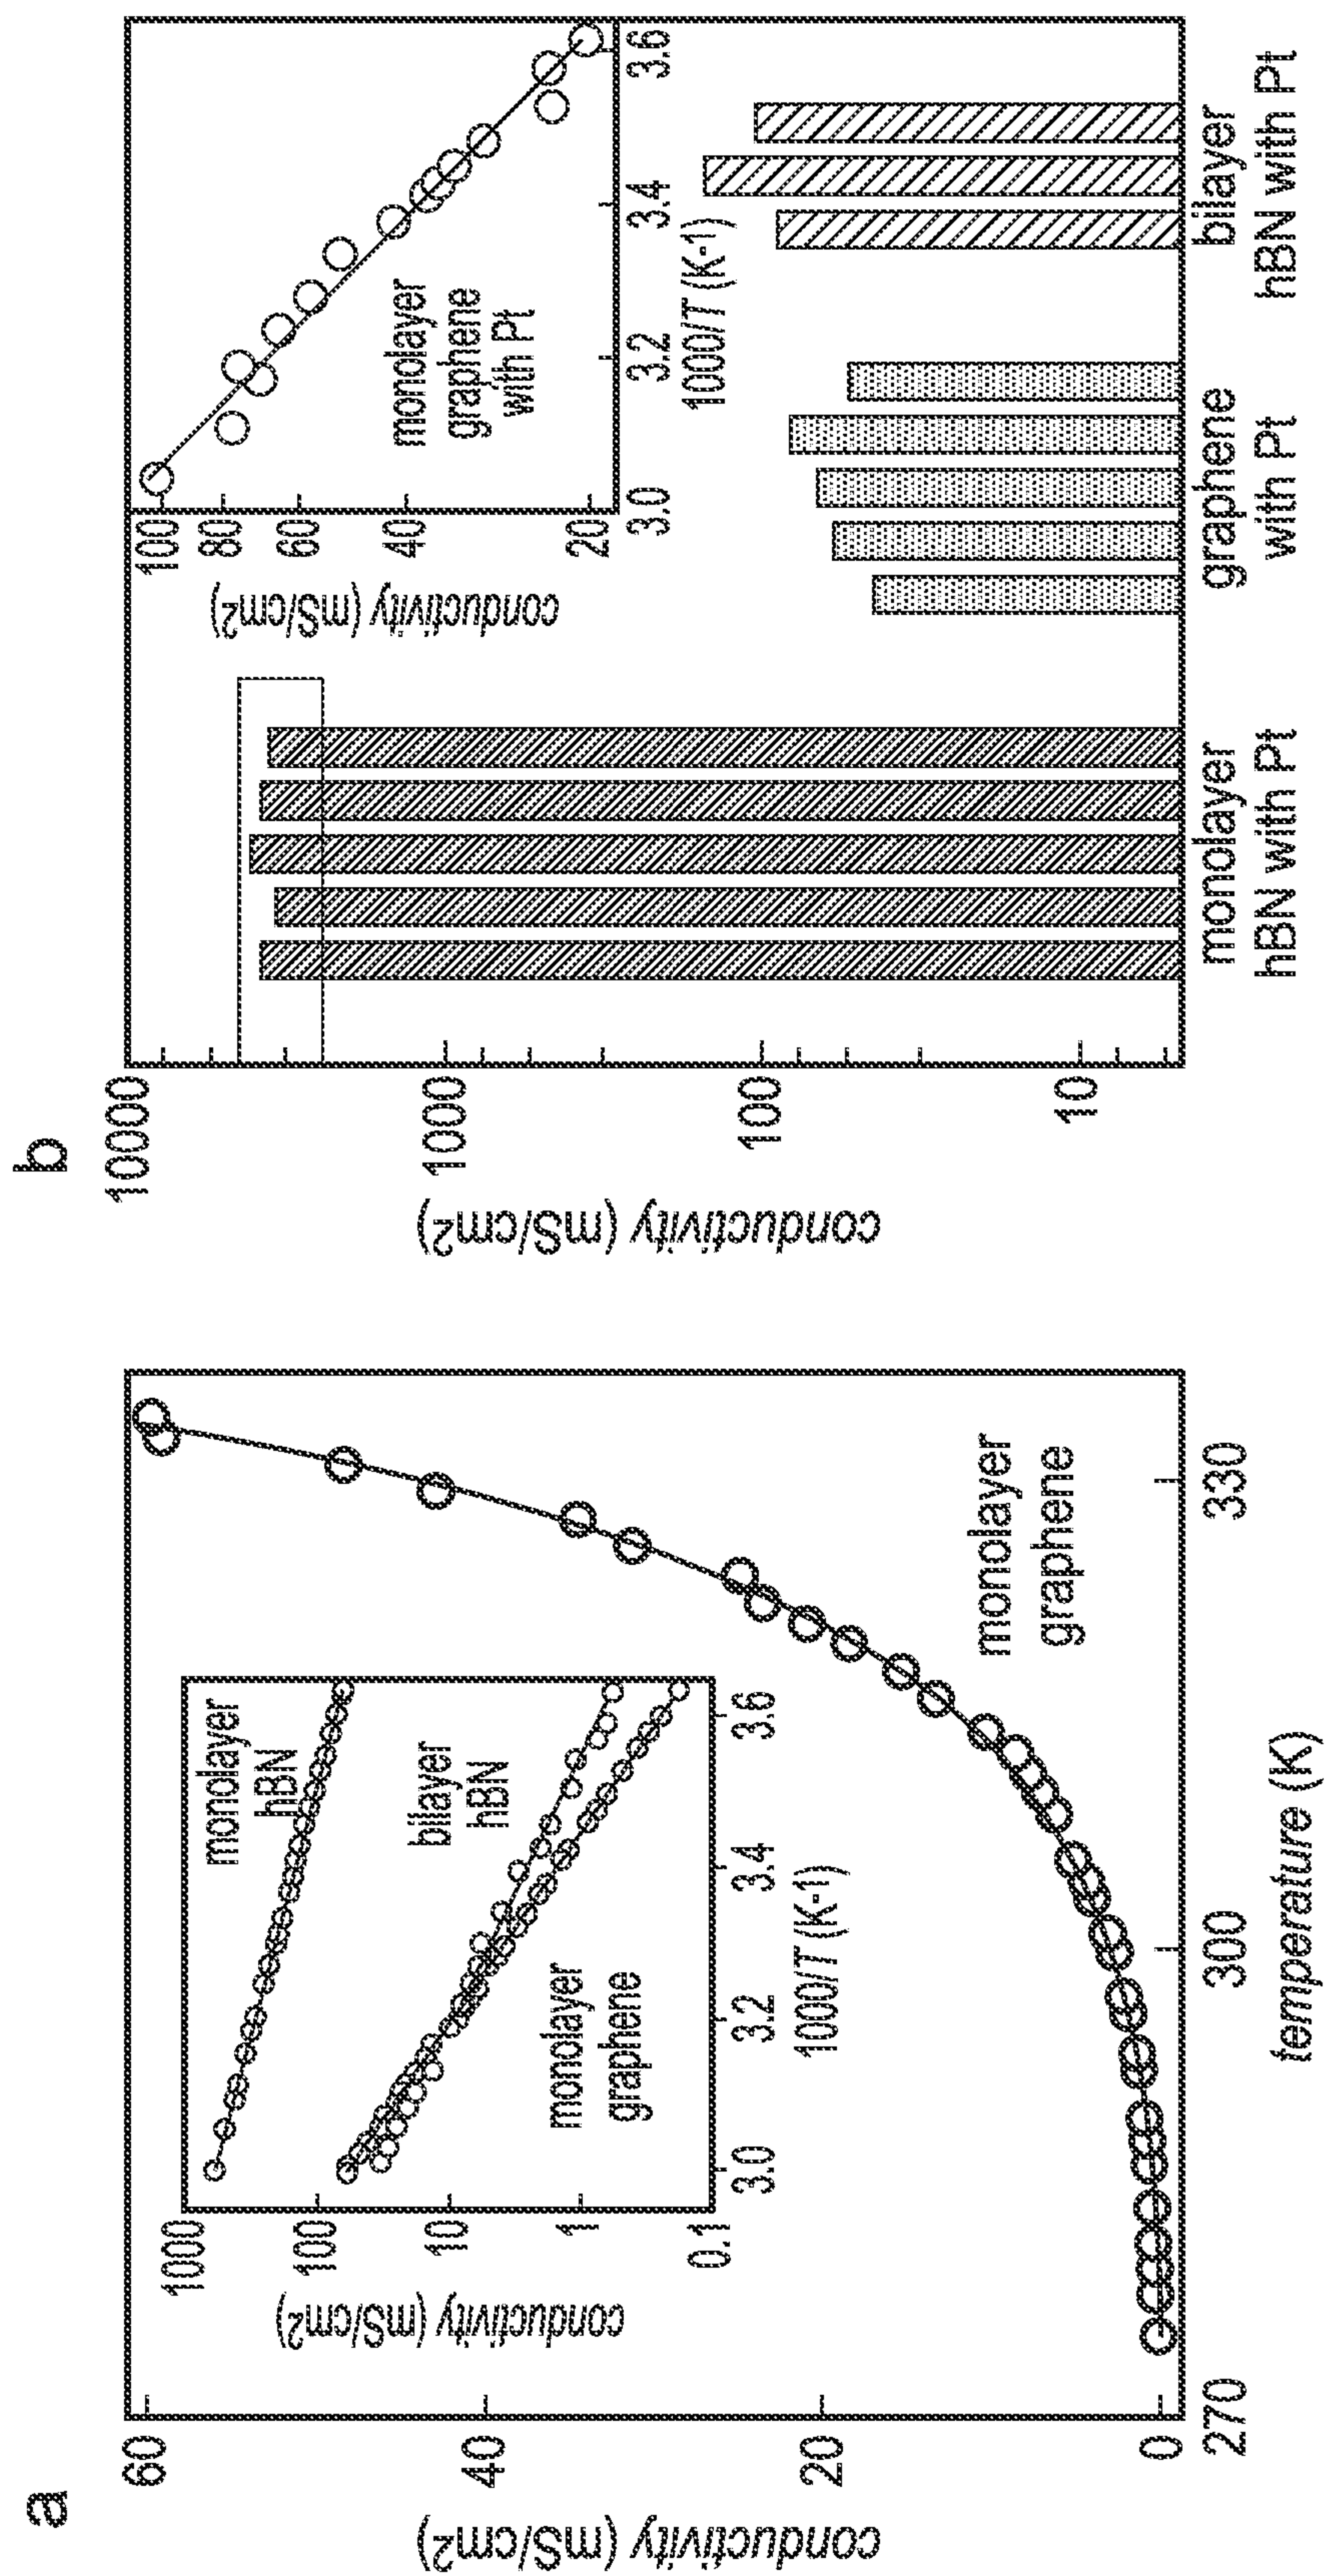 a
conductivity (mS/cm2)
60
40
20
0
270
300
330
temperature (K)
monolayer
graphene
conductivity (mS/cm2)
1000
100
10
1
0.1
3.0
3.2
3.4
3.6
1000/T (K-1)
monolayer
hBN
bilayer
hBN
monolayer
graphene
b
conductivity (mS/cm2)
10000
1000
100
10
monolayer
hBN with Pt
graphene
with Pt
bilayer
hBN with Pt
conductivity (mS/cm2)
100
80
60
40
20
3.0
3.2
3.4
3.6
1000/T (K-1)
monolayer
graphene
with Pt